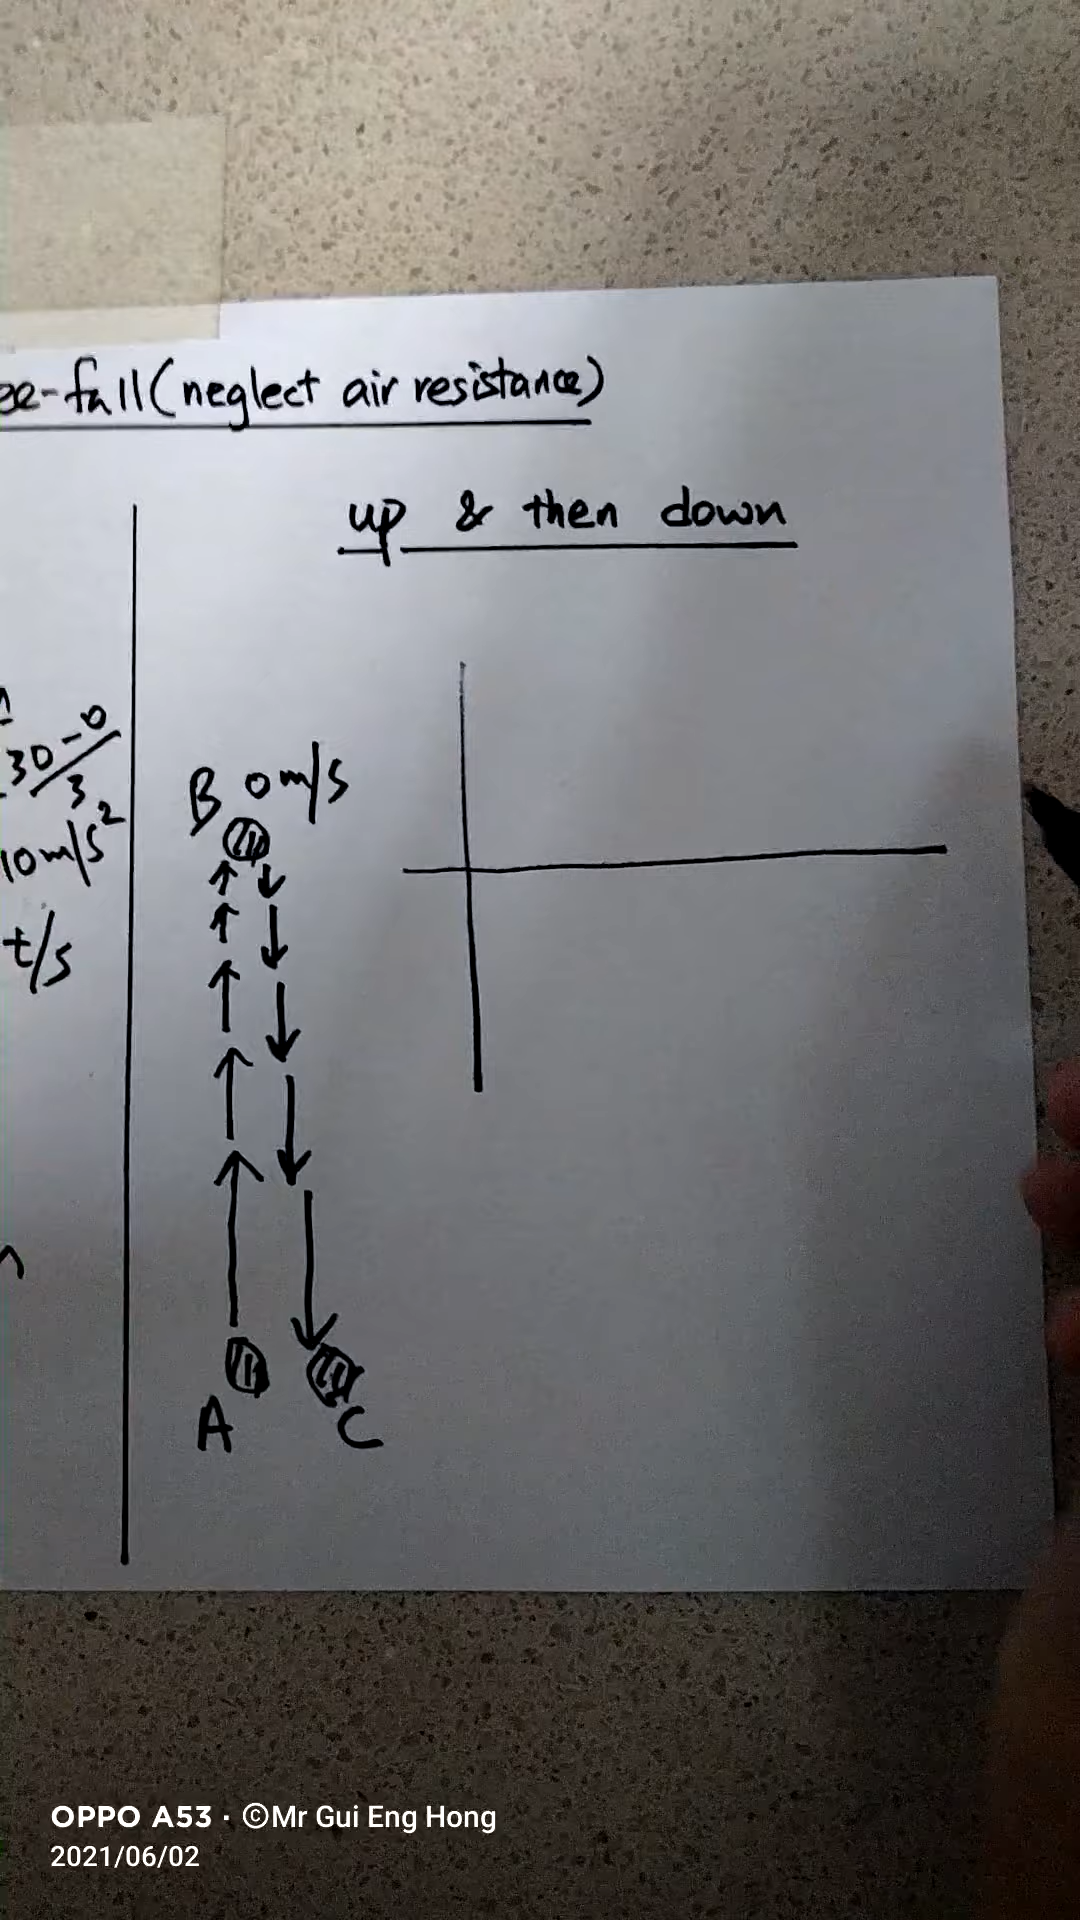 ee-fall (neglect air resistance)
up & then down
30-0
3
10m/s²
t/s
B 0m/s
A
C
OPPO A53 · ©Mr Gui Eng Hong
2021/06/02